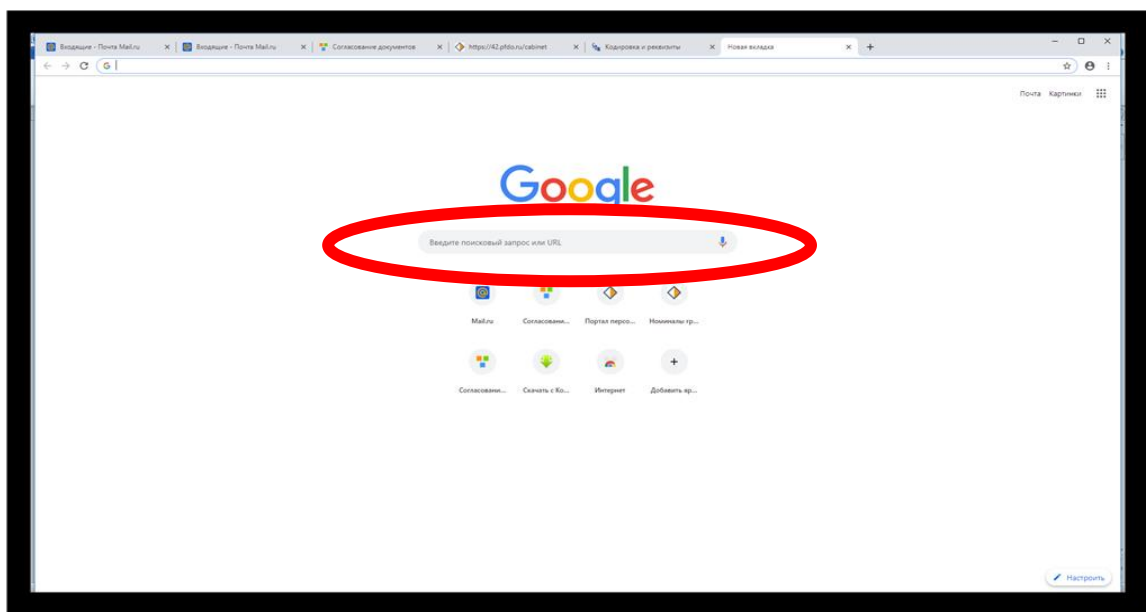 Входящие - Почта Mail.ru
Входящие - Почта Mail.ru
Согласование документов
https://42.pfdo.ru/cabinet
Кодировка и реквизиты
Новая вкладка
Почта Картинки
Google
Введите поисковый запрос или URL
Mail.ru
Согласовани...
Портал персо...
Номиналы гр...
Согласовани...
Скачать с Ко...
Интернет
Добавить яр...
Настроить